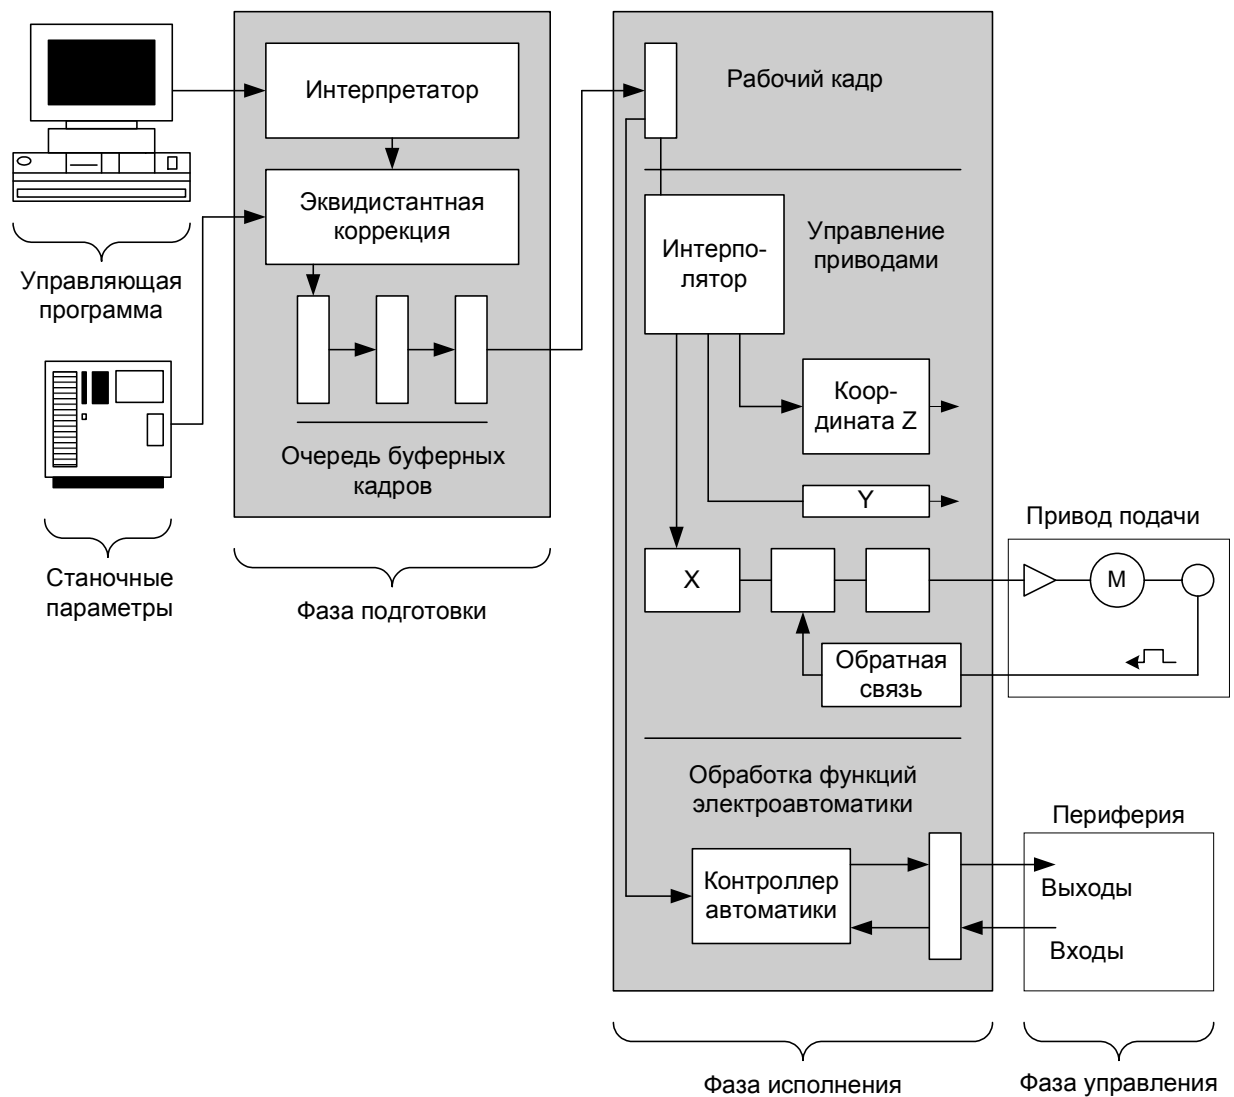 Интерпретатор
Эквидистантная
коррекция
Управляющая
программа
Очередь буферных
кадров
Станочные
параметры
Фаза подготовки
Рабочий кадр
Интерпо-
лятор
Управление
приводами
Коор-
дината Z
Y
X
Обратная
связь
Привод подачи
M
Обработка функций
электроавтоматики
Контроллер
автоматики
Периферия
Выходы
Входы
Фаза исполнения
Фаза управления